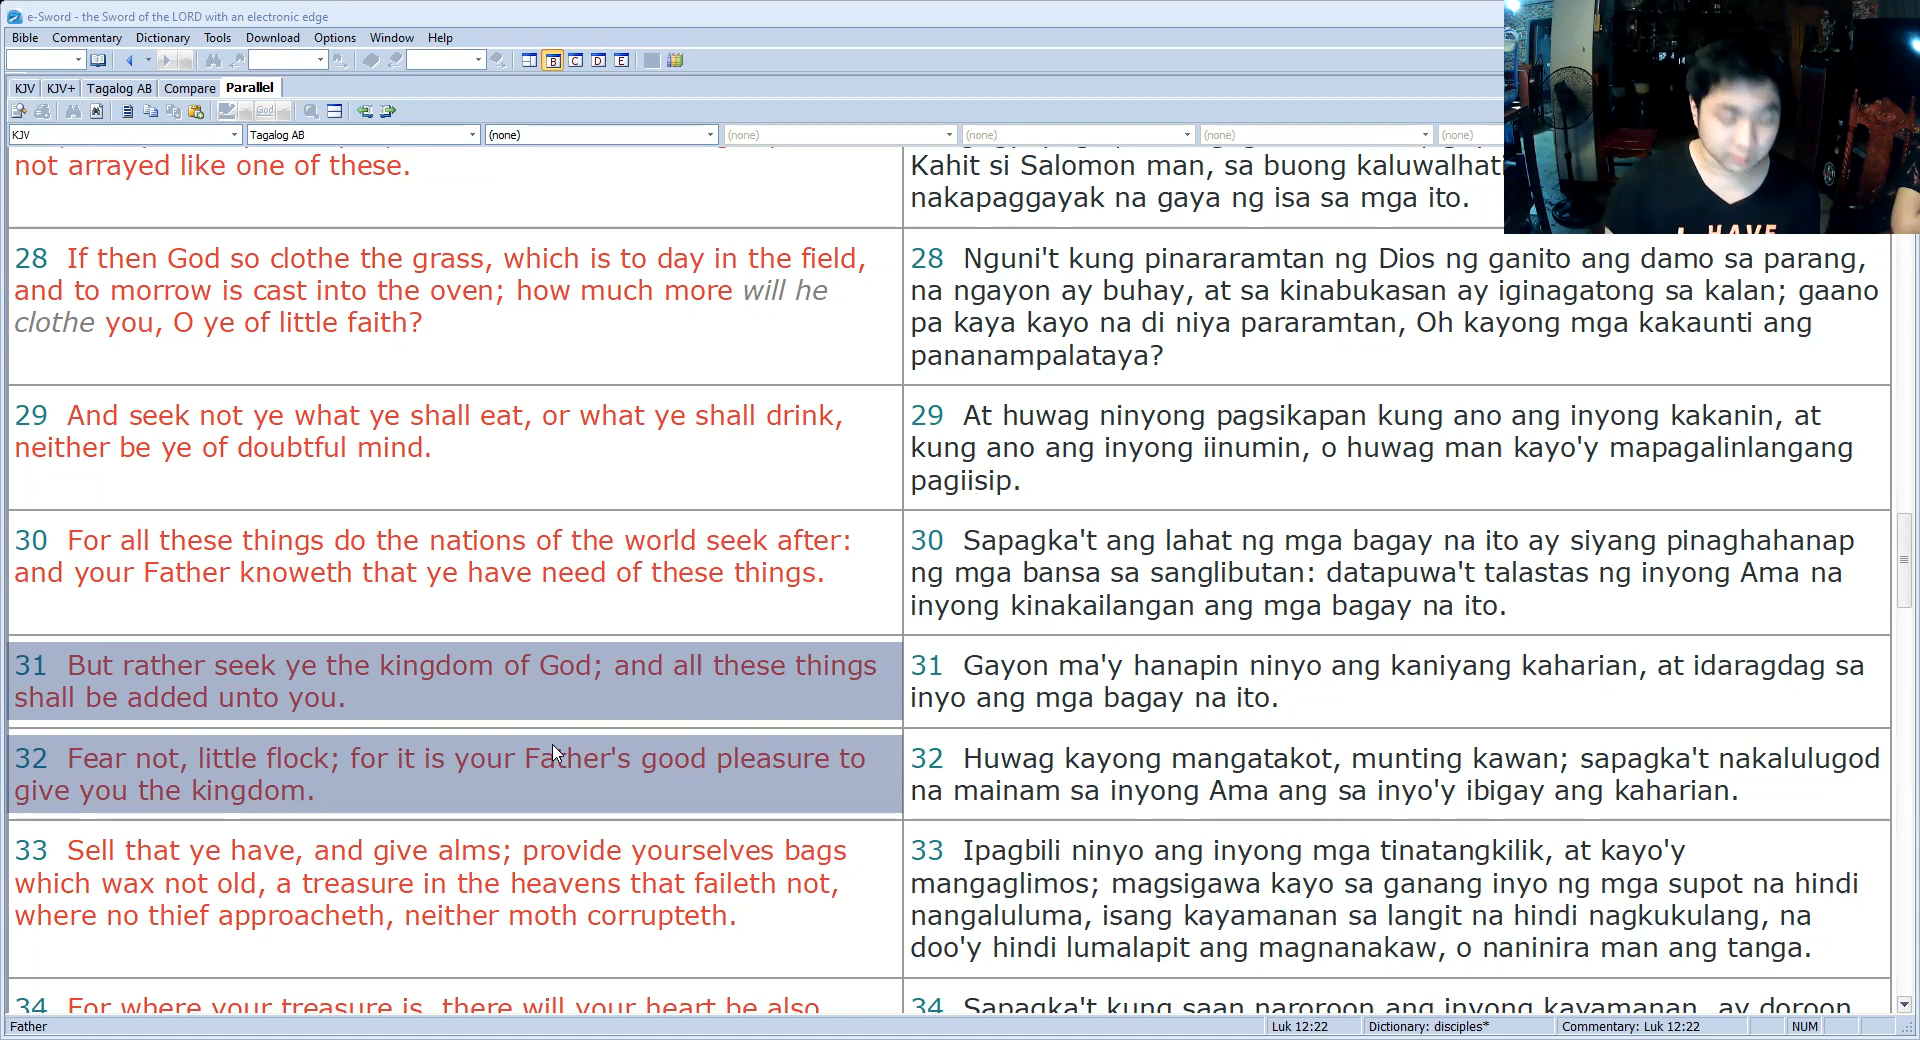 e-Sword - the Sword of the LORD with an electronic edge
Bible Commentary Dictionary Tools Download Options Window Help
B C D E
KJV KJV+ Tagalog AB Compare Parallel
God
KJV Tagalog AB (none) (none) (none) (none) (none)
not arrayed like one of these.
28 If then God so clothe the grass, which is to day in the field,
and to morrow is cast into the oven; how much more will he
clothe you, O ye of little faith?
29 And seek not ye what ye shall eat, or what ye shall drink,
neither be ye of doubtful mind.
30 For all these things do the nations of the world seek after:
and your Father knoweth that ye have need of these things.
31 But rather seek ye the kingdom of God; and all these things
shall be added unto you.
32 Fear not, little flock; for it is your Father's good pleasure to
give you the kingdom.
33 Sell that ye have, and give alms; provide yourselves bags
which wax not old, a treasure in the heavens that faileth not,
where no thief approacheth, neither moth corrupteth.
34 For where your treasure is, there will your heart be also.
Kahit si Salomon man, sa buong
nakapaggayak na gaya ng isa sa mga ito.
28 Nguni't kung pinararamtan ng Dios ng ganito ang damo sa parang,
na ngayon ay buhay, at sa kinabukasan ay iginagatong sa kalan; gaano
pa kaya kayo na di niya pararamtan, Oh kayong mga kakaunti ang
pananampalataya?
29 At huwag ninyong pagsikapan kung ano ang inyong kakanin, at
kung ano ang inyong iinumin, o huwag man kayo'y mapagalinlangang
pagiisip.
30 Sapagka't ang lahat ng mga bagay na ito ay siyang pinaghahanap
ng mga bansa sa sanglibutan: datapuwa't talastas ng inyong Ama na
inyong kinakailangan ang mga bagay na ito.
31 Gayon ma'y hanapin ninyo ang kaniyang kaharian, at idaragdag sa
inyo ang mga bagay na ito.
32 Huwag kayong mangatakot, munting kawan; sapagka't nakalulugod
na mainam sa inyong Ama ang sa inyo'y ibigay ang kaharian.
33 Ipagbili ninyo ang inyong mga tinatangkilik, at kayo'y
mangaglimos; magsigawa kayo sa ganang inyo ng mga supot na hindi
nangaluluma, isang kayamanan sa langit na hindi nagkukulang, na
doo'y hindi lumalapit ang magnanakaw, o naninira man ang tanga.
34 Sapagka't kung saan naroroon ang inyong kayamanan, ay doroon
I HAVE
Father Luk 12:22 Dictionary: disciples* Commentary: Luk 12:22 NUM